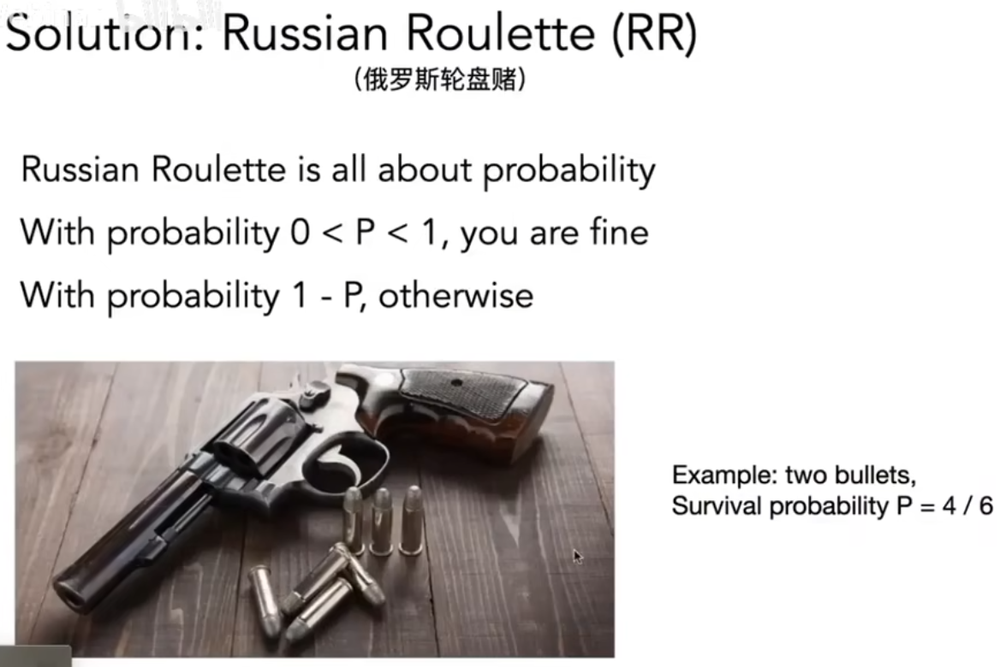 Solution: Russian Roulette (RR)
(俄罗斯轮盘赌)
Russian Roulette is all about probability
With probability 0 < P < 1, you are fine
With probability 1 - P, otherwise
Example: two bullets,
Survival probability P = 4 / 6